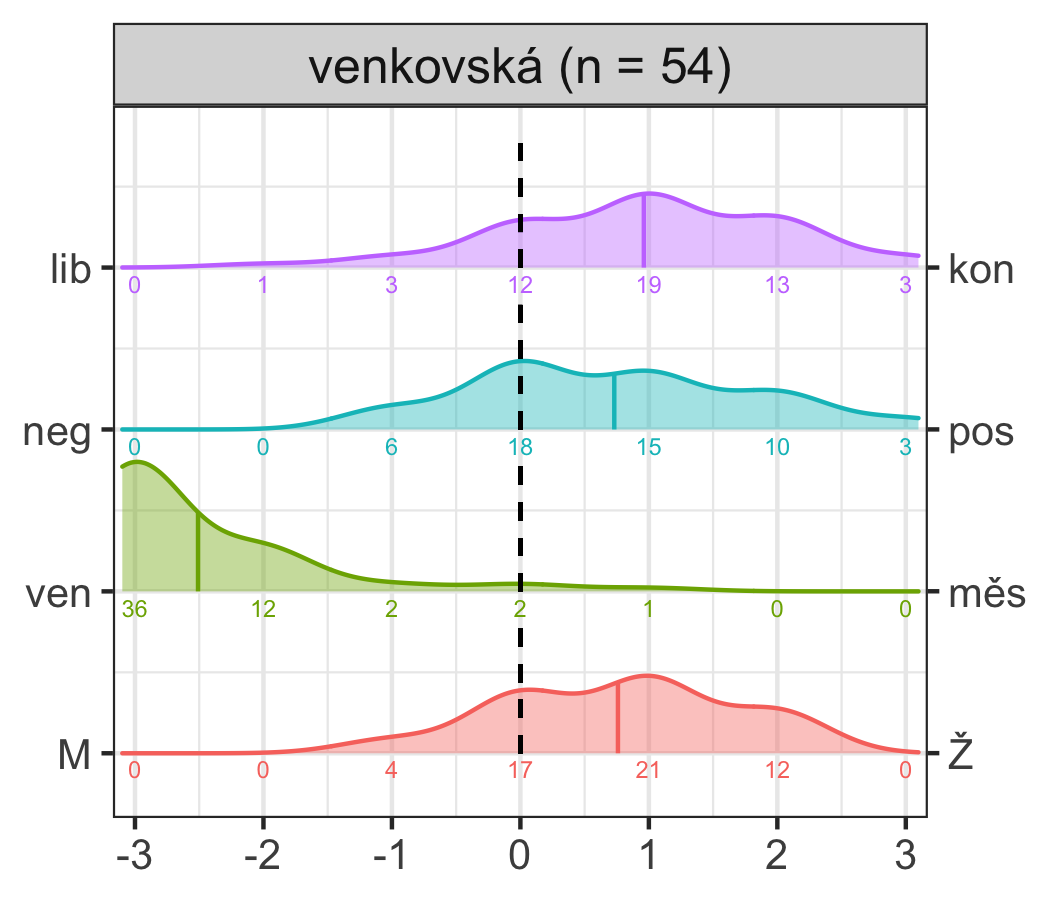 venkovská (n = 54)
lib kon
0 1 3 12 19 13 3
neg pos
0 0 6 18 15 10 3
ven měs
36 12 2 2 1 0 0
M Ž
0 0 4 17 21 12 0
-3 -2 -1 0 1 2 3